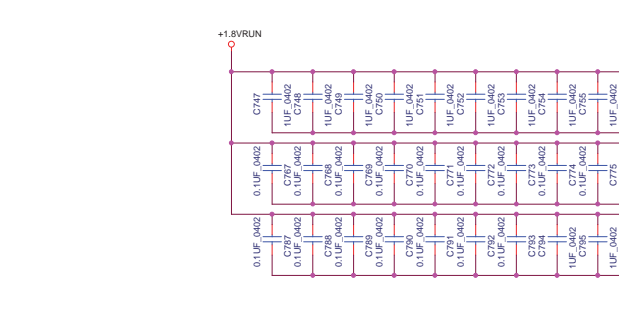 +1.8VRUN
C747
1UF_0402
C748
1UF_0402
C749
1UF_0402
C750
1UF_0402
C751
1UF_0402
C752
1UF_0402
C753
1UF_0402
C754
1UF_0402
C755
1UF_0402
0.1UF_0402
C767
0.1UF_0402
C768
0.1UF_0402
C769
0.1UF_0402
C770
0.1UF_0402
C771
0.1UF_0402
C772
0.1UF_0402
C773
0.1UF_0402
C774
0.1UF_0402
C775
0.1UF_0402
C787
0.1UF_0402
C788
0.1UF_0402
C789
0.1UF_0402
C790
0.1UF_0402
C791
0.1UF_0402
C792
0.1UF_0402
C793
C794
1UF_0402
C795
1UF_0402